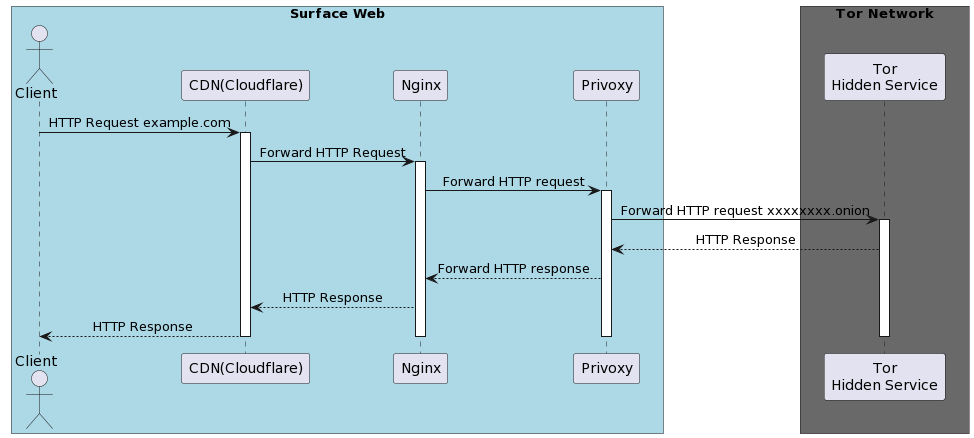 Surface Web
Tor Network
Client
CDN(Cloudflare)
Nginx
Privoxy
Tor
Hidden Service
HTTP Request example.com
Forward HTTP Request
Forward HTTP request
Forward HTTP request xxxxxxxx.onion
HTTP Response
Forward HTTP response
HTTP Response
HTTP Response
Client
CDN(Cloudflare)
Nginx
Privoxy
Tor
Hidden Service